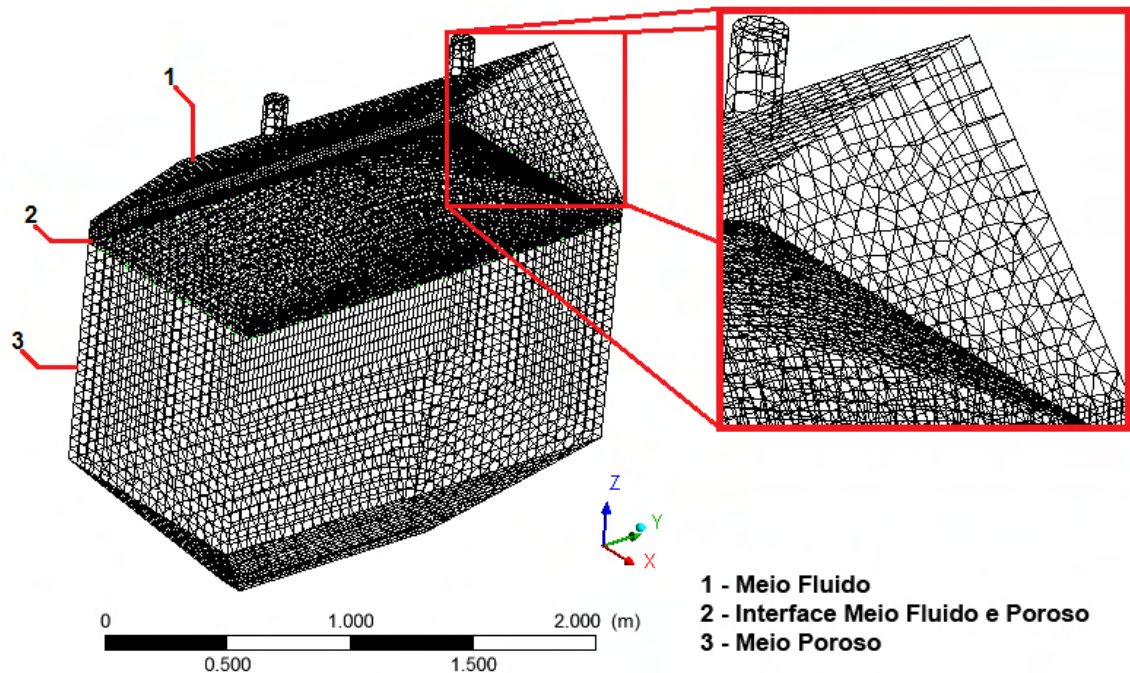 1
2
3
Z
Y
X
0 1.000 2.000 (m)
0.500 1.500
1 - Meio Fluido
2 - Interface Meio Fluido e Poroso
3 - Meio Poroso